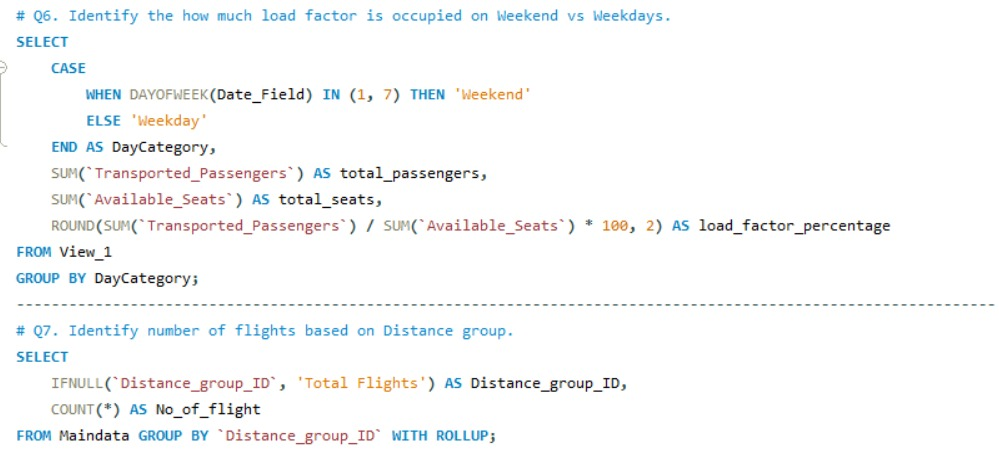 # Q6. Identify the how much load factor is occupied on Weekend vs Weekdays.
SELECT
    CASE
        WHEN DAYOFWEEK(Date_Field) IN (1, 7) THEN 'Weekend'
        ELSE 'Weekday'
    END AS DayCategory,
    SUM(`Transported_Passengers`) AS total_passengers,
    SUM(`Available_Seats`) AS total_seats,
    ROUND(SUM(`Transported_Passengers`) / SUM(`Available_Seats`) * 100, 2) AS load_factor_percentage
FROM View_1
GROUP BY DayCategory;
----------------------------------------------------------------------------------------------------------------
# Q7. Identify number of flights based on Distance group.
SELECT
    IFNULL(`Distance_group_ID`, 'Total Flights') AS Distance_group_ID,
    COUNT(*) AS No_of_flight
FROM Maindata GROUP BY `Distance_group_ID` WITH ROLLUP;